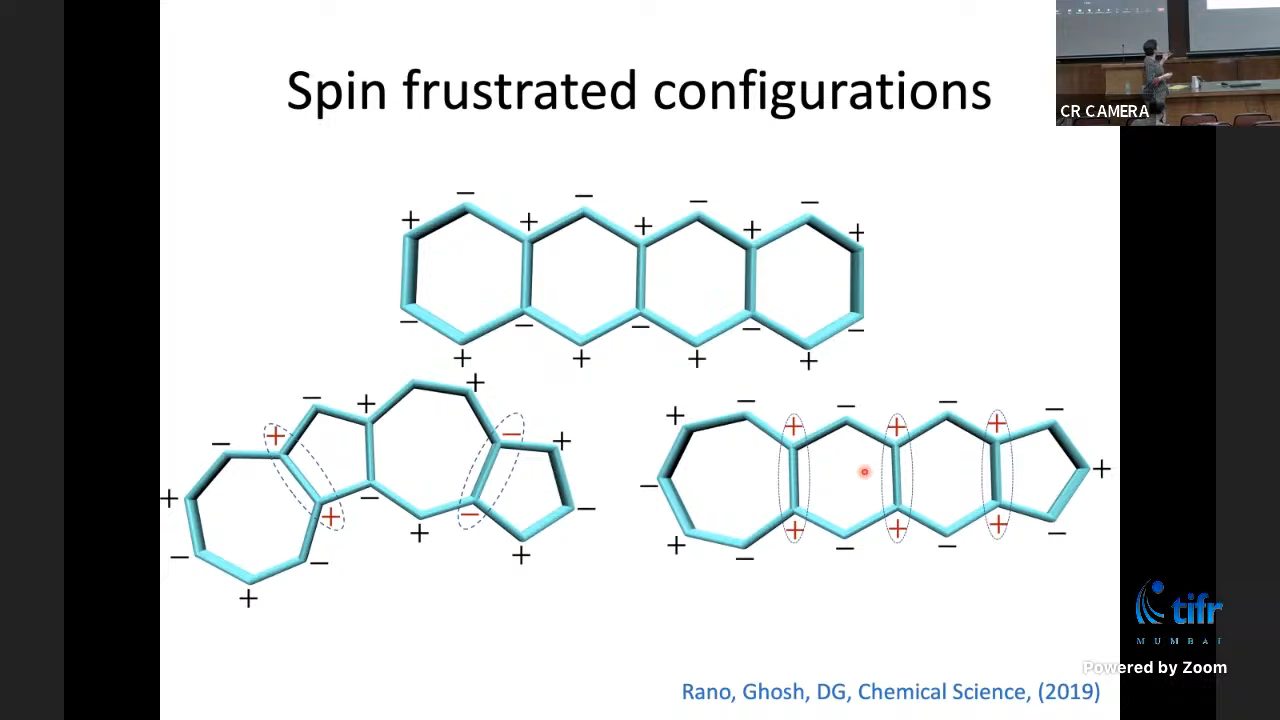 Spin frustrated configurations
CR CAMERA
− − − −
+ + + + +
− − − − −
+ + + +
+
− +
+ −
− +
+ −
− +
+
− −
+
− − −
+ + + +
− +
+ + + +
− − − −
tifr
MUMBAI
Powered by Zoom
Rano, Ghosh, DG, Chemical Science, (2019)